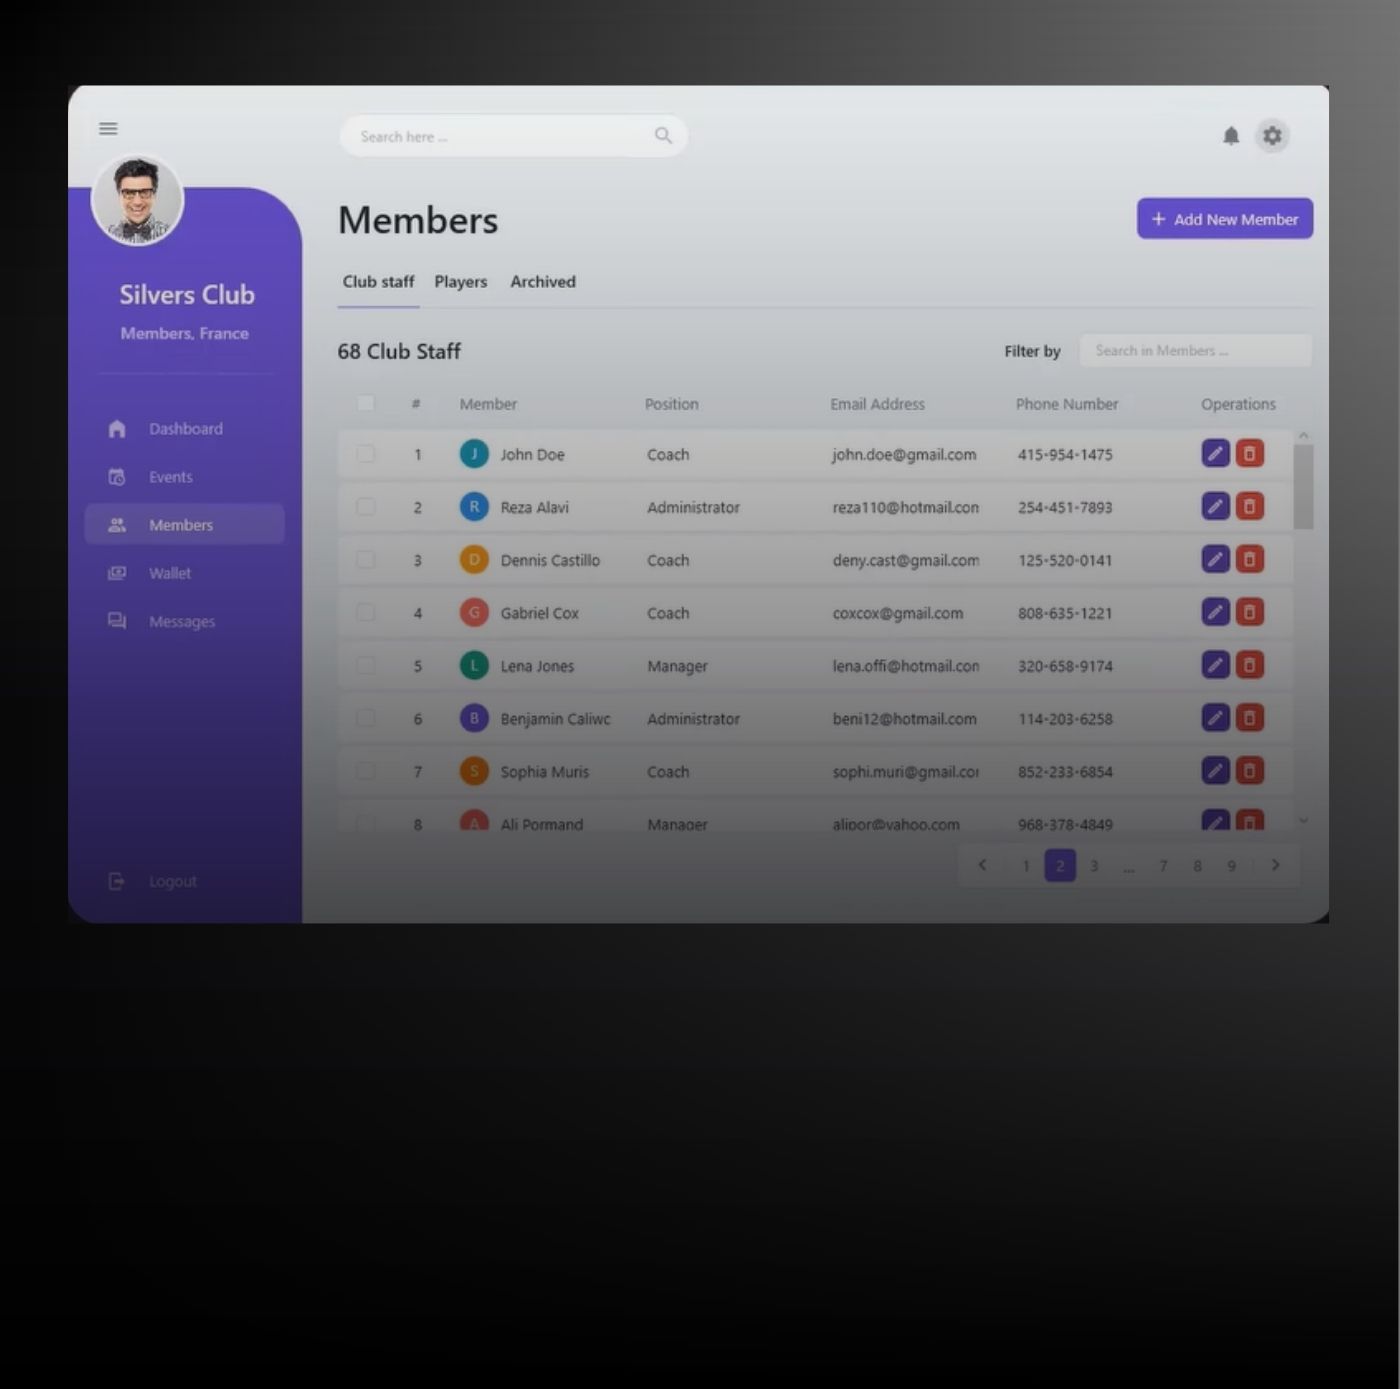 Search here ...
Members
+ Add New Member
Silvers Club
Members, France
Dashboard
Events
Members
Wallet
Messages
Logout
Club staff Players Archived
68 Club Staff
Filter by Search in Members ...
# Member Position Email Address Phone Number Operations
1 J John Doe Coach john.doe@gmail.com 415-954-1475
2 R Reza Alavi Administrator reza110@hotmail.con 254-451-7893
3 D Dennis Castillo Coach deny.cast@gmail.com 125-520-0141
4 G Gabriel Cox Coach coxcox@gmail.com 808-635-1221
5 L Lena Jones Manager lena.offi@hotmail.con 320-658-9174
6 B Benjamin Caliwc Administrator beni12@hotmail.com 114-203-6258
7 S Sophia Muris Coach sophi.muri@gmail.cor 852-233-6854
8 A Ali Pormand Manager alipor@yahoo.com 968-378-4849
< 1 2 3 ... 7 8 9 >